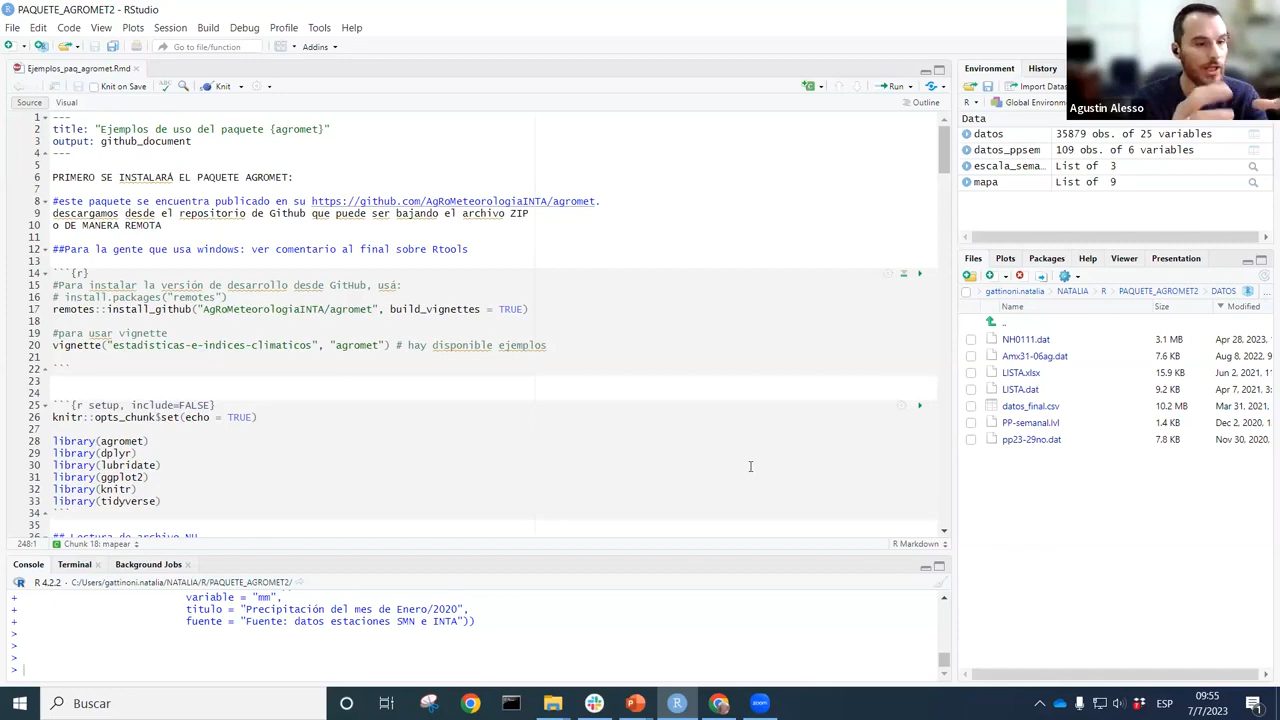 PAQUETE_AGROMET2 - RStudio
File Edit Code View Plots Session Build Debug Profile Tools Help
Go to file/function Addins
Ejemplos_paq_agromet.Rmd
Knit on Save Knit Run
Source Visual Outline
1 ---
2 title: "Ejemplos de uso del paquete {agromet}"
3 output: github_document
4 ---
5
6 PRIMERO SE INSTALARÁ EL PAQUETE AGROMET:
7
8 #este paquete se encuentra publicado en su https://github.com/AgRoMeteorologiaINTA/agromet.
9 descargamos desde el repositorio de Github que puede ser bajando el archivo ZIP
10 o DE MANERA REMOTA
11
12 ##Para la gente que usa windows: ver comentario al final sobre Rtools
13
14 ```{r}
15 #Para instalar la versión de desarrollo desde GitHub, usá:
16 # install.packages("remotes")
17 remotes::install_github("AgRoMeteorologiaINTA/agromet", build_vignettes = TRUE)
18
19 #para usar vignette
20 vignette("estadisticas-e-indices-climaticos", "agromet") # hay disponible ejemplos
21
22 ```
23
24
25 ```{r setup, include=FALSE}
26 knitr::opts_chunk$set(echo = TRUE)
27
28 library(agromet)
29 library(dplyr)
30 library(lubridate)
31 library(ggplot2)
32 library(knitr)
33 library(tidyverse)
34 ```
35
36 ## Lectura de archivo NH
248:1 Chunk 18: mapear R Markdown
Console Terminal Background Jobs
R 4.2.2 · C:/Users/gattinoni.natalia/NATALIA/R/PAQUETE_AGROMET2/
+ variable = "mm",
+ titulo = "Precipitación del mes de Enero/2020",
+ fuente = "Fuente: datos estaciones SMN e INTA"))
>
>
>
>
Agustin Alesso
Environment History
Import Datas
R Global Environm
Data
datos 35879 obs. of 25 variables
datos_ppsem 109 obs. of 6 variables
escala_sema… List of 3
mapa List of 9
Files Plots Packages Help Viewer Presentation
gattinoni.natalia NATALIA R PAQUETE_AGROMET2 DATOS ...
Name Size Modified
..
NH0111.dat 3.1 MB Apr 28, 2023,
Amx31-06ag.dat 7.6 KB Aug 8, 2022, 9
LISTA.xlsx 15.9 KB Jun 2, 2021, 11
LISTA.dat 9.2 KB Apr 7, 2021, 3
datos_final.csv 10.2 MB Mar 31, 2021,
PP-semanal.lvl 1.4 KB Dec 2, 2020,
pp23-29no.dat 7.8 KB Nov 30, 2020,
Buscar
ESP
09:55
7/7/2023